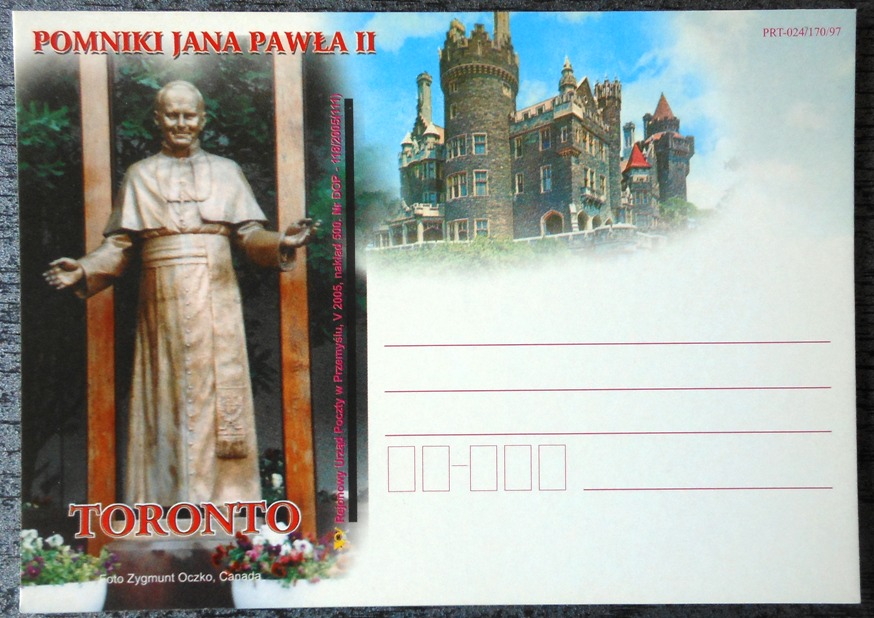 POMNIKI JANA PAWŁA II
PRT-024/170/97
Rejonowy Urząd Poczty w Przemyślu, V 2005, nakład 500. Nr DOP - 118/2005(111)
TORONTO
Foto Zygmunt Oczko, Canada